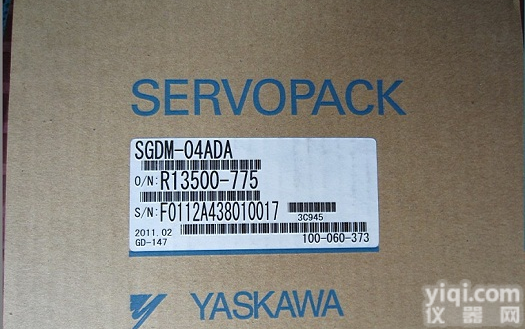 SERVOPACK
SGDM-04ADA
O/N: R13500-775
S/N: F0112A438010017
3C945
2011.02
GD-147
100-060-373
YASKAWA
yiqi.com
仪器网